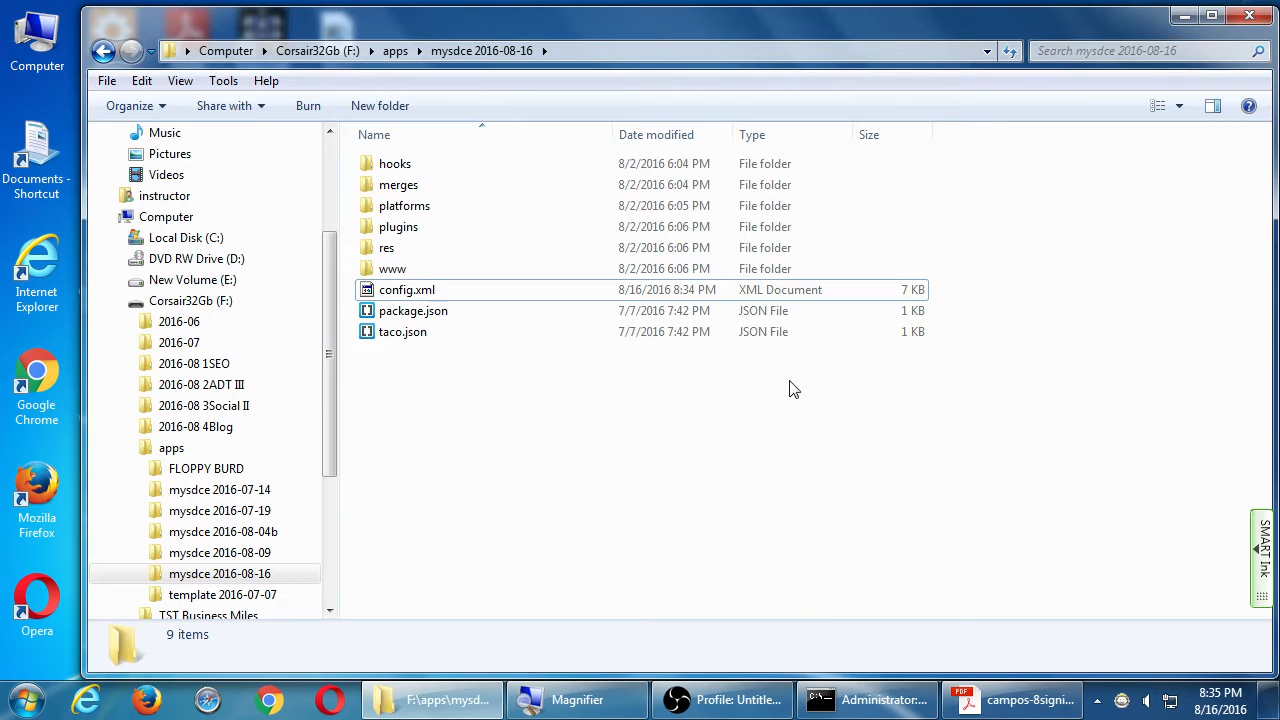 Computer
Documents - Shortcut
Internet Explorer
Google Chrome
Mozilla Firefox
Opera
Computer Corsair32Gb (F:) apps mysdce 2016-08-16
Search mysdce 2016-08-16
File Edit View Tools Help
Organize Share with Burn New folder
Music
Pictures
Videos
instructor
Computer
Local Disk (C:)
DVD RW Drive (D:)
New Volume (E:)
Corsair32Gb (F:)
2016-06
2016-07
2016-08 1SEO
2016-08 2ADT III
2016-08 3Social II
2016-08 4Blog
apps
FLOPPY BURD
mysdce 2016-07-14
mysdce 2016-07-19
mysdce 2016-08-04b
mysdce 2016-08-09
mysdce 2016-08-16
template 2016-07-07
TST Business Miles
Name Date modified Type Size
hooks 8/2/2016 6:04 PM File folder
merges 8/2/2016 6:04 PM File folder
platforms 8/2/2016 6:05 PM File folder
plugins 8/2/2016 6:06 PM File folder
res 8/2/2016 6:06 PM File folder
www 8/2/2016 6:06 PM File folder
config.xml 8/16/2016 8:34 PM XML Document 7 KB
package.json 7/7/2016 7:42 PM JSON File 1 KB
taco.json 7/7/2016 7:42 PM JSON File 1 KB
SMART Ink
9 items
F:\apps\mysd... Magnifier Profile: Untitle... C:\ Administrator:... PDF campos-8signi...
8:35 PM
8/16/2016